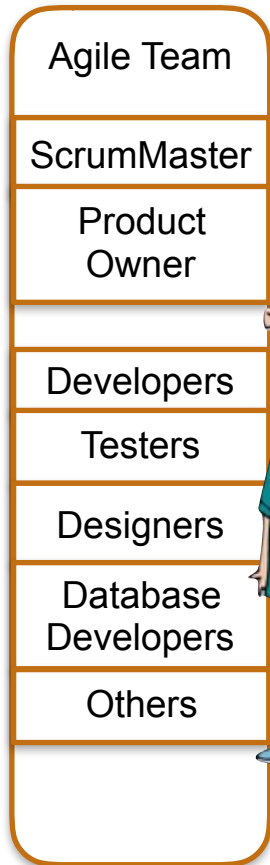 Agile Team
ScrumMaster
Product
Owner
Developers
Testers
Designers
Database
Developers
Others